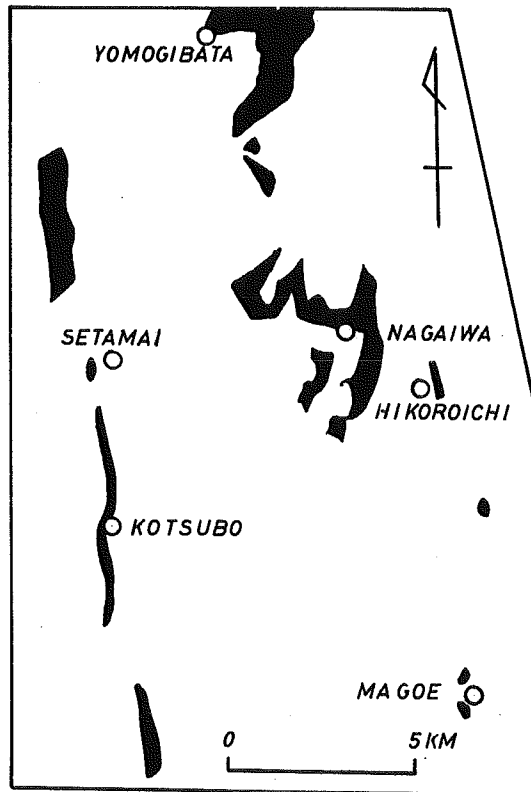 YOMOGIBATA
SETAMAI
NAGAIWA
HIKOROICHI
KOTSUBO
MAGOE
0 5 KM